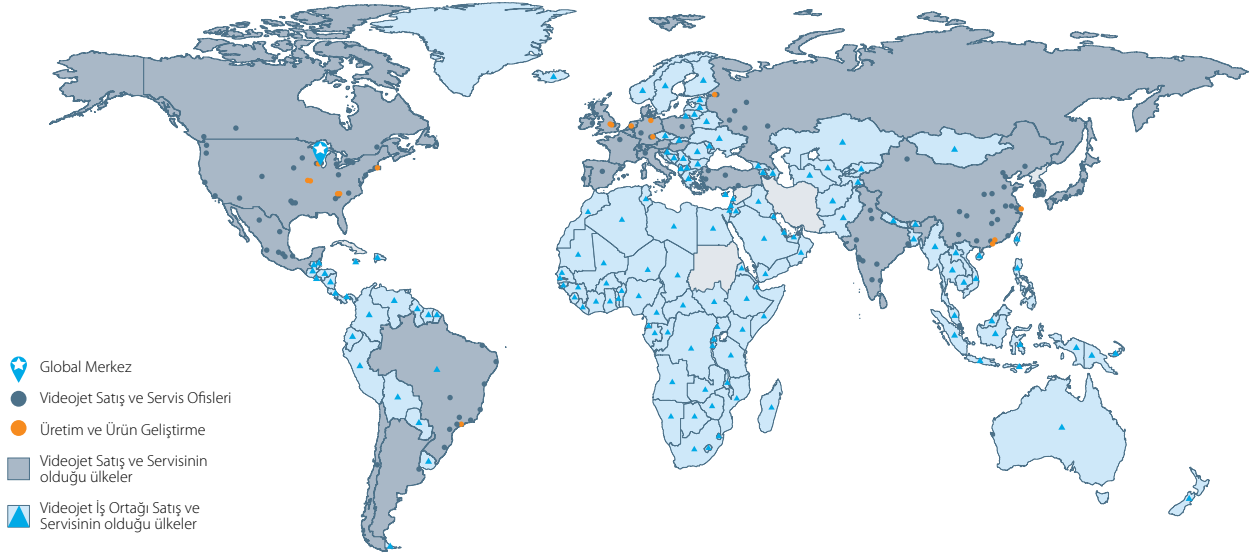 Global Merkez
Videojet Satış ve Servis Ofisleri
Üretim ve Ürün Geliştirme
Videojet Satış ve Servisinin
olduğu ülkeler
Videojet İş Ortağı Satış ve
Servisinin olduğu ülkeler